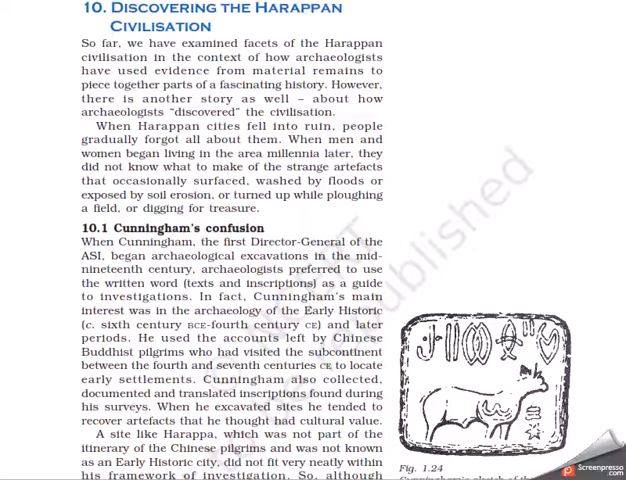 10. DISCOVERING THE HARAPPAN
CIVILISATION
So far, we have examined facets of the Harappan
civilisation in the context of how archaeologists
have used evidence from material remains to
piece together parts of a fascinating history. However,
there is another story as well – about how
archaeologists “discovered” the civilisation.
When Harappan cities fell into ruin, people
gradually forgot all about them. When men and
women began living in the area millennia later, they
did not know what to make of the strange artefacts
that occasionally surfaced, washed by floods or
exposed by soil erosion, or turned up while ploughing
a field, or digging for treasure.
10.1 Cunningham’s confusion
When Cunningham, the first Director-General of the
ASI, began archaeological excavations in the mid-
nineteenth century, archaeologists preferred to use
the written word (texts and inscriptions) as a guide
to investigations. In fact, Cunningham’s main
interest was in the archaeology of the Early Historic
(c. sixth century BCE-fourth century CE) and later
periods. He used the accounts left by Chinese
Buddhist pilgrims who had visited the subcontinent
between the fourth and seventh centuries CE to locate
early settlements. Cunningham also collected,
documented and translated inscriptions found during
his surveys. When he excavated sites he tended to
recover artefacts that he thought had cultural value.
A site like Harappa, which was not part of the
itinerary of the Chinese pilgrims and was not known
as an Early Historic city, did not fit very neatly within
his framework of investigation. So, although
Fig. 1.24
Cunningham's sketch of the
© NCERT
not to be republished
Screenpresso